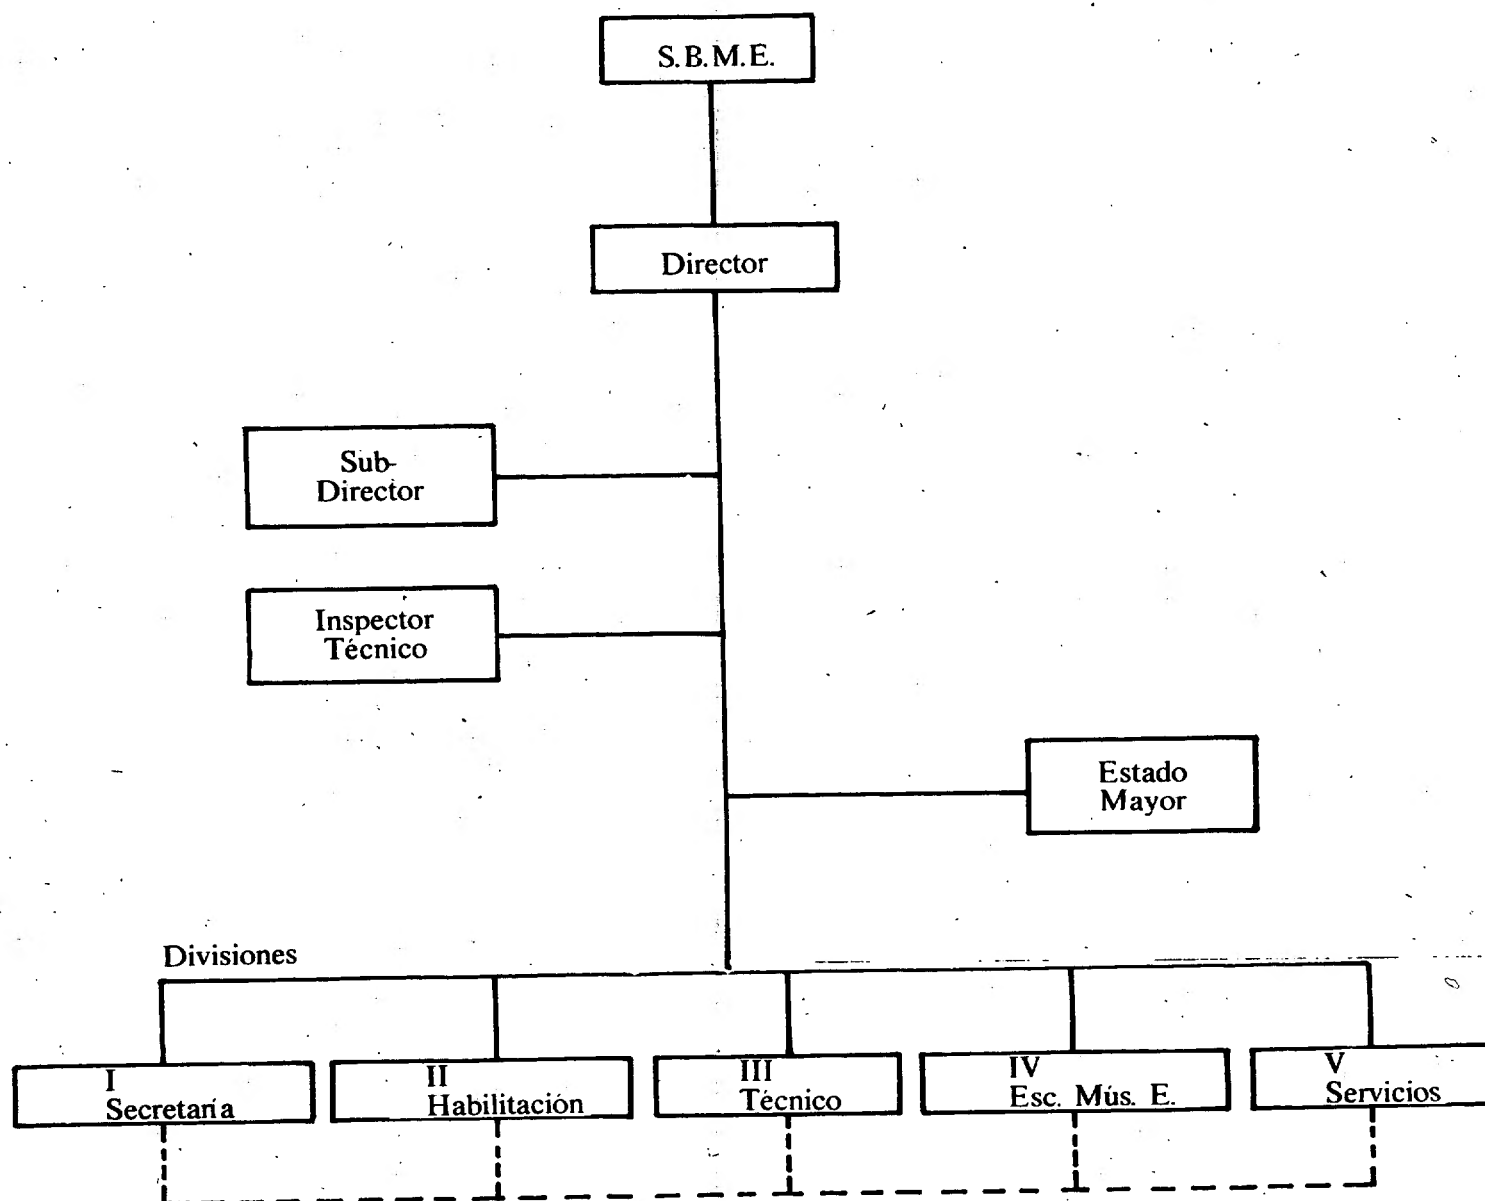 S.B.M.E.
Director
Sub-
Director
Inspector
Técnico
Estado
Mayor
Divisiones
I
Secretaría
II
Habilitación
III
Técnico
IV
Esc. Mús. E.
V
Servicios